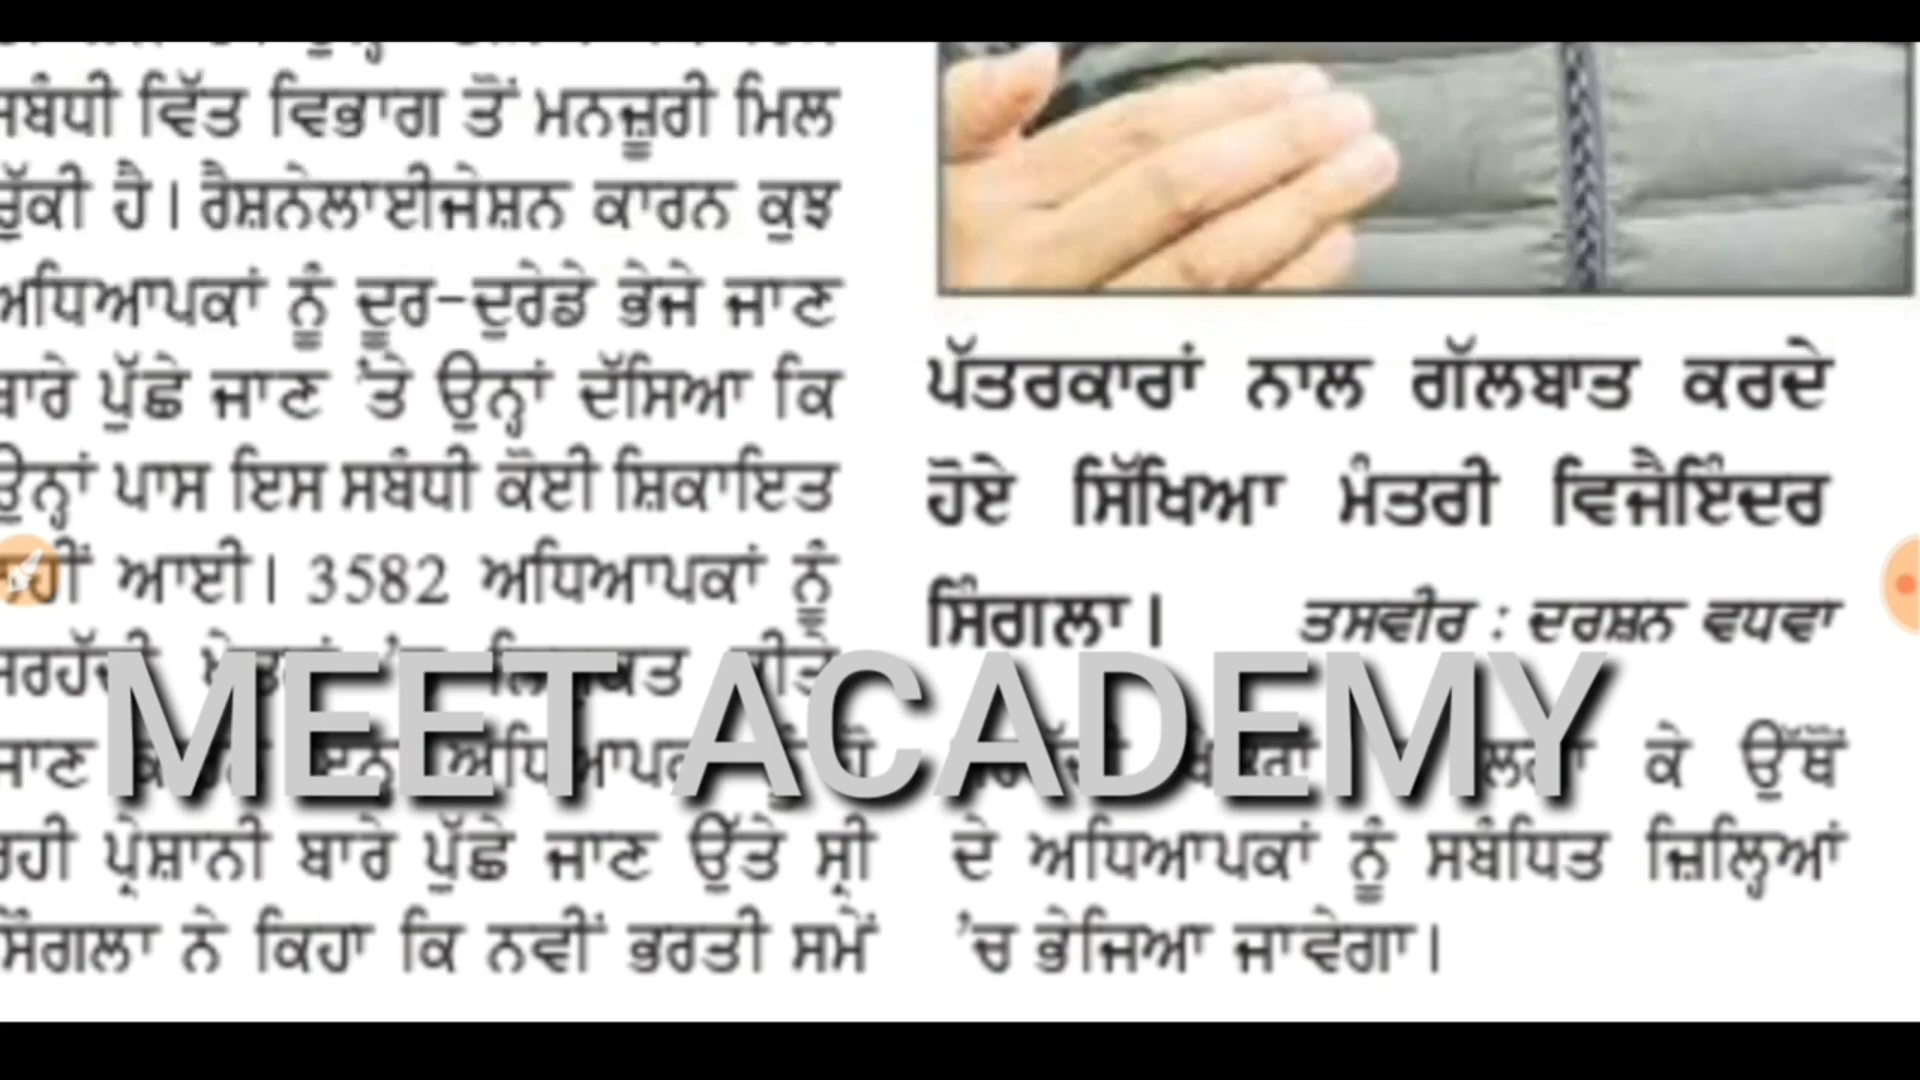 ਸਬੰਧੀ ਵਿੱਤ ਵਿਭਾਗ ਤੋਂ ਮਨਜ਼ੂਰੀ ਮਿਲ
ਚੁੱਕੀ ਹੈ। ਰੈਸ਼ਨੇਲਾਈਜੇਸ਼ਨ ਕਾਰਨ ਕੁਝ
ਅਧਿਆਪਕਾਂ ਨੂੰ ਦੂਰ-ਦੁਰੇਡੇ ਭੇਜੇ ਜਾਣ
ਬਾਰੇ ਪੁੱਛੇ ਜਾਣ 'ਤੇ ਉਨ੍ਹਾਂ ਦੱਸਿਆ ਕਿ
ਉਨ੍ਹਾਂ ਪਾਸ ਇਸ ਸਬੰਧੀ ਕੋਈ ਸ਼ਿਕਾਇਤ
ਨਹੀਂ ਆਈ। 3582 ਅਧਿਆਪਕਾਂ ਨੂੰ
ਜਾਣ
ਰਹੀ ਪ੍ਰੇਸ਼ਾਨੀ ਬਾਰੇ ਪੁੱਛੇ ਜਾਣ ਉੱਤੇ ਸ੍ਰੀ
ਸਿੰਗਲਾ ਨੇ ਕਿਹਾ ਕਿ ਨਵੀਂ ਭਰਤੀ ਸਮੇਂ
ਪੱਤਰਕਾਰਾਂ ਨਾਲ ਗੱਲਬਾਤ ਕਰਦੇ
ਹੋਏ ਸਿੱਖਿਆ ਮੰਤਰੀ ਵਿਜੈਇੰਦਰ
ਸਿੰਗਲਾ। ਤਸਵੀਰ : ਦਰਸ਼ਨ ਵਧਵਾ
ਕੇ ਉੱਥੋਂ
ਦੇ ਅਧਿਆਪਕਾਂ ਨੂੰ ਸਬੰਧਿਤ ਜ਼ਿਲ੍ਹਿਆਂ
'ਚ ਭੇਜਿਆ ਜਾਵੇਗਾ।
MEET ACADEMY